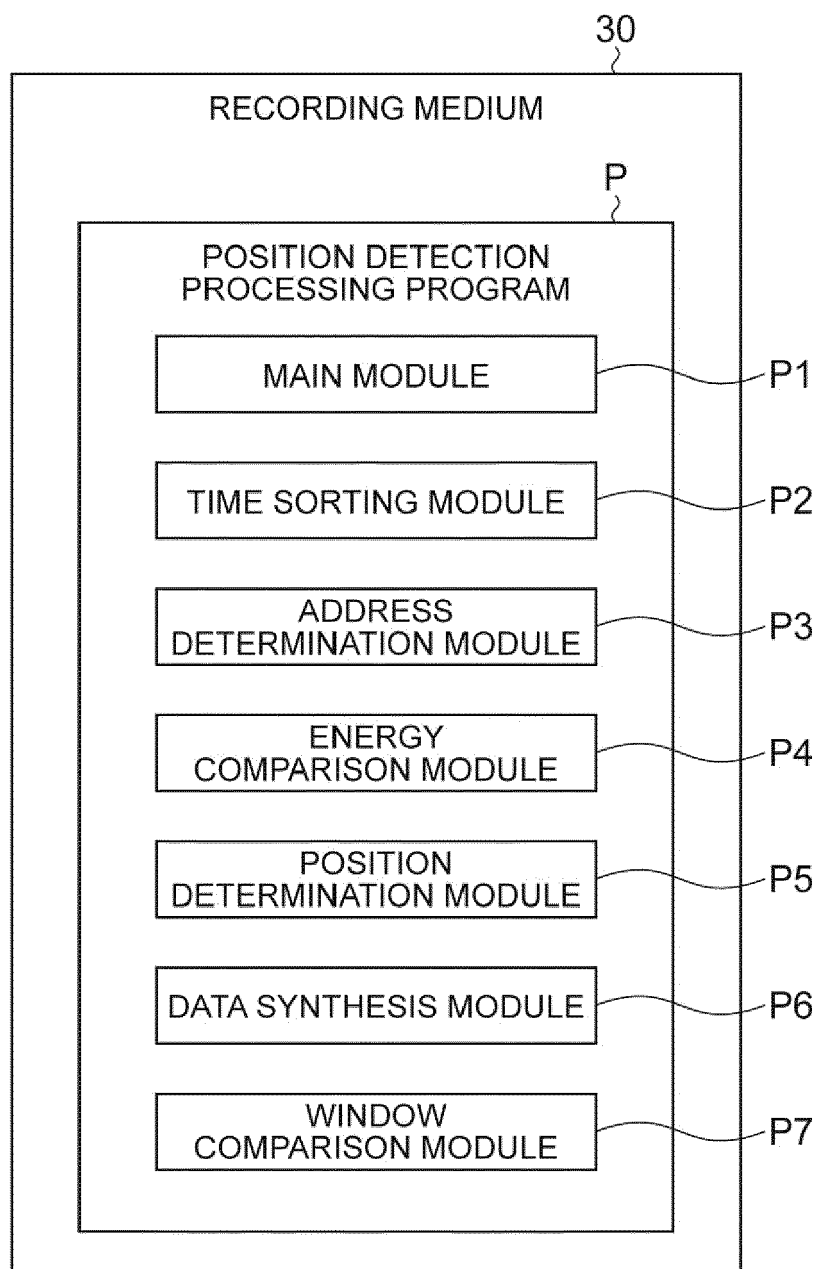 30
RECORDING MEDIUM
P
POSITION DETECTION
PROCESSING PROGRAM
MAIN MODULE
P1
TIME SORTING MODULE
P2
ADDRESS
DETERMINATION MODULE
P3
ENERGY
COMPARISON MODULE
P4
POSITION
DETERMINATION MODULE
P5
DATA SYNTHESIS MODULE
P6
WINDOW
COMPARISON MODULE
P7